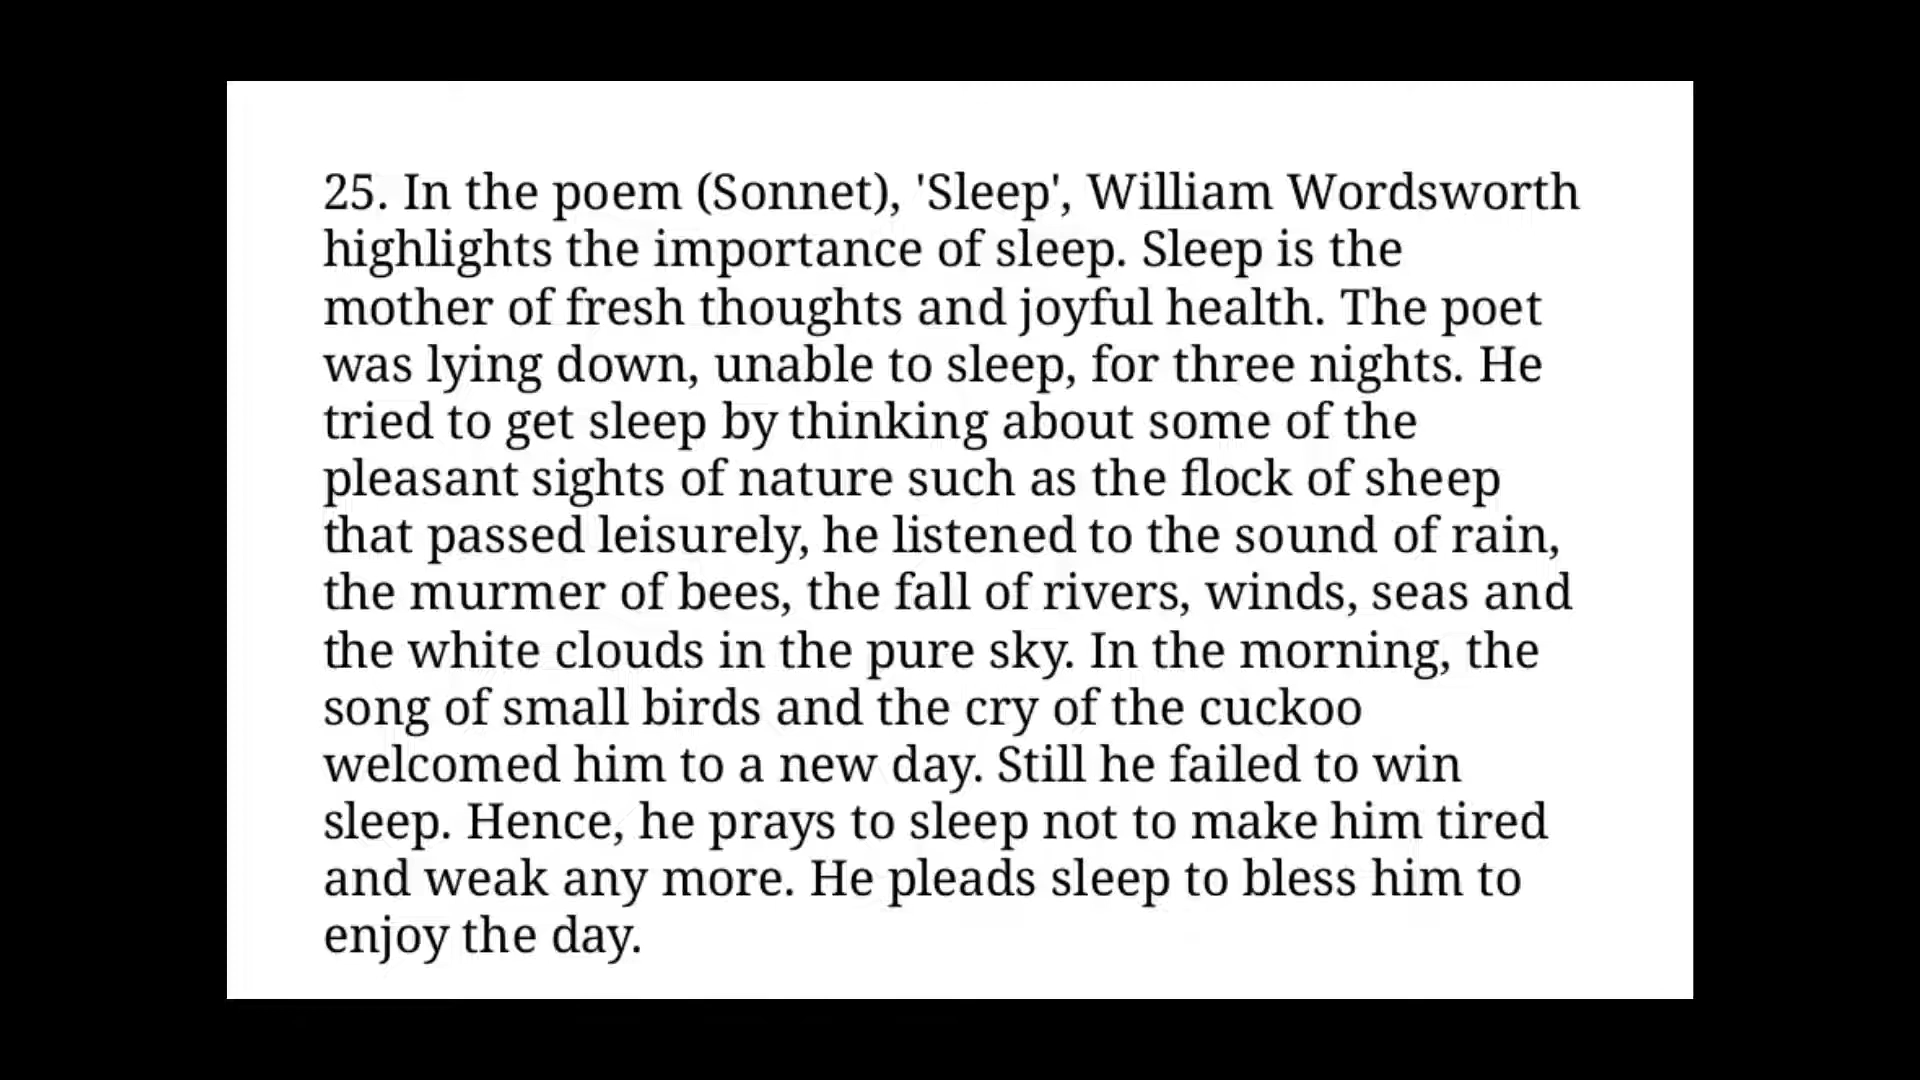 25. In the poem (Sonnet), 'Sleep', William Wordsworth
highlights the importance of sleep. Sleep is the
mother of fresh thoughts and joyful health. The poet
was lying down, unable to sleep, for three nights. He
tried to get sleep by thinking about some of the
pleasant sights of nature such as the flock of sheep
that passed leisurely, he listened to the sound of rain,
the murmer of bees, the fall of rivers, winds, seas and
the white clouds in the pure sky. In the morning, the
song of small birds and the cry of the cuckoo
welcomed him to a new day. Still he failed to win
sleep. Hence, he prays to sleep not to make him tired
and weak any more. He pleads sleep to bless him to
enjoy the day.